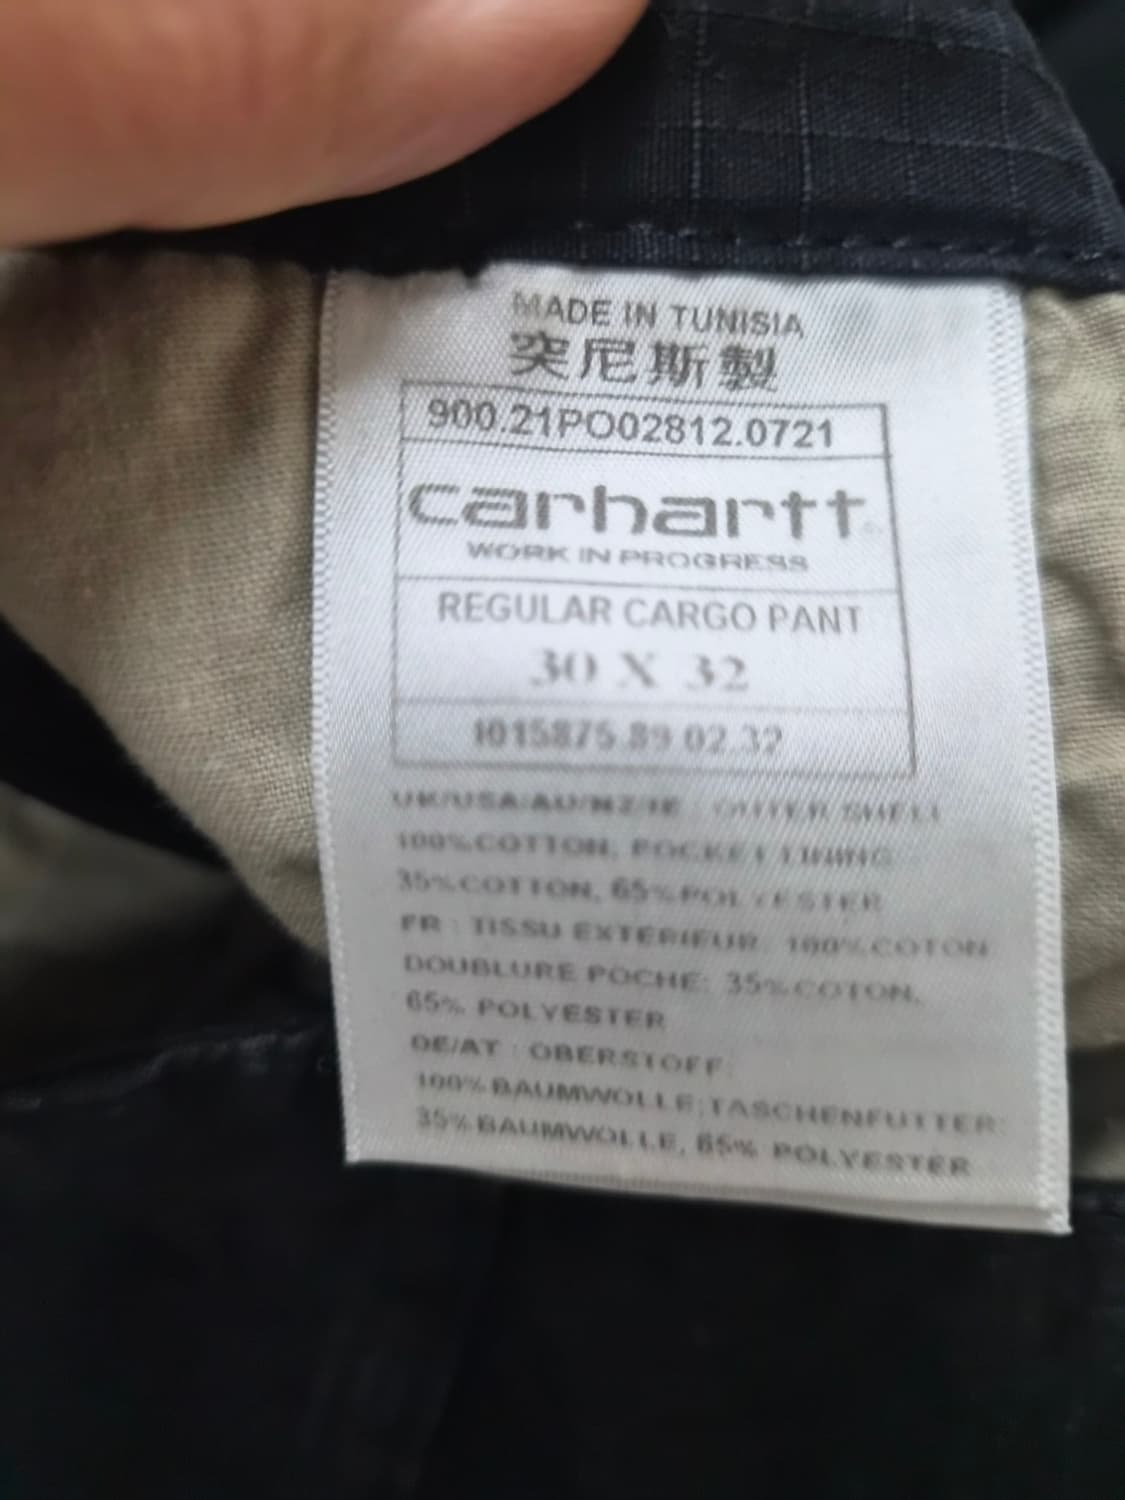 MADE IN TUNISIA
突尼斯製
900.21PO02812.0721
carhartt
WORK IN PROGRESS
REGULAR CARGO PANT
30 X 32
1015875.89 02.32
UK/USA/AU/NZ/IE : OUTER SHELL
100%COTTON, POCKET LINING
35%COTTON, 65%POLYESTER
FR : TISSU EXTERIEUR: 100%COTON
DOUBLURE POCHE: 35%COTON,
65% POLYESTER
DE/AT : OBERSTOFF:
100%BAUMWOLLE;TASCHENFUTTER:
35%BAUMWOLLE, 65% POLYESTER